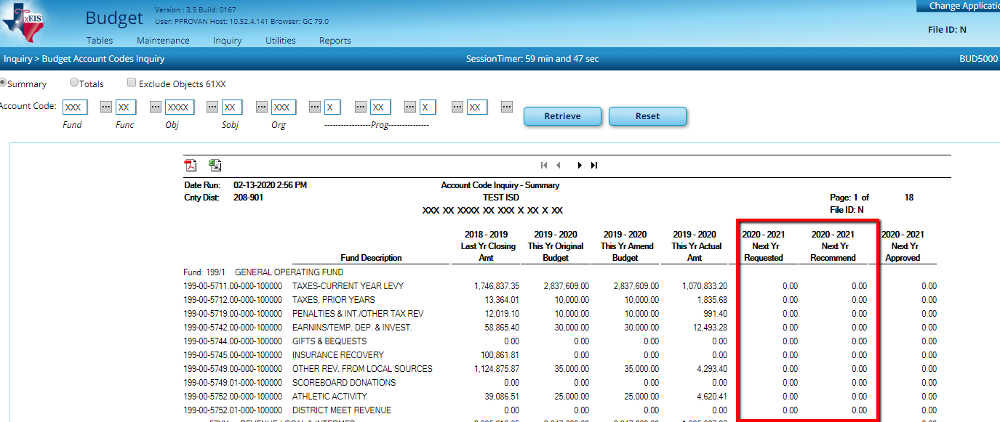 TxEIS
Budget
Version : 3.5 Build: 0167
User: PPROVAN Host: 10.52.4.141 Browser: GC 79.0
Change Applicatio
File ID: N
Tables Maintenance Inquiry Utilities Reports
Inquiry > Budget Account Codes Inquiry SessionTimer: 59 min and 47 sec BUD5000
Summary Totals Exclude Objects 61XX
Account Code: XXX ... XX ... XXXX ... XX ... XXX ... X ... XX ... X ... XX ... Retrieve Reset
Fund Func Obj Sobj Org ----------------Prog--------------
Date Run: 02-13-2020 2:56 PM Account Code Inquiry - Summary
Cnty Dist: 208-901 TEST ISD Page: 1 of 18
XXX XX XXXX XX XXX X XX X XX File ID: N
2018 - 2019 2019 - 2020 2019 - 2020 2019 - 2020 2020 - 2021 2020 - 2021 2020 - 2021
Last Yr Closing This Yr Original This Yr Amend This Yr Actual Next Yr Next Yr Next Yr
Fund Description Amt Budget Budget Amt Requested Recommend Approved
Fund: 199/1 GENERAL OPERATING FUND
199-00-5711.00-000-100000 TAXES-CURRENT YEAR LEVY 1,746,837.35 2,837,609.00 2,837,609.00 1,070,833.20 0.00 0.00 0.00
199-00-5712.00-000-100000 TAXES, PRIOR YEARS 13,364.01 10,000.00 10,000.00 1,835.68 0.00 0.00 0.00
199-00-5719.00-000-100000 PENALTIES & INT./OTHER TAX REV 12,019.10 10,000.00 10,000.00 991.40 0.00 0.00 0.00
199-00-5742.00-000-100000 EARNINS/TEMP. DEP. & INVEST. 58,865.40 30,000.00 30,000.00 12,493.28 0.00 0.00 0.00
199-00-5744.00-000-100000 GIFTS & BEQUESTS 0.00 0.00 0.00 0.00 0.00 0.00 0.00
199-00-5745.00-000-100000 INSURANCE RECOVERY 100,861.81 0.00 0.00 0.00 0.00 0.00 0.00
199-00-5749.00-000-100000 OTHER REV. FROM LOCAL SOURCES 1,124,875.87 35,000.00 35,000.00 4,293.40 0.00 0.00 0.00
199-00-5749.01-000-100000 SCOREBOARD DONATIONS 0.00 0.00 0.00 0.00 0.00 0.00 0.00
199-00-5752.00-000-100000 ATHLETIC ACTIVITY 39,086.51 25,000.00 25,000.00 4,620.41 0.00 0.00 0.00
199-00-5752.01-000-100000 DISTRICT MEET REVENUE 0.00 0.00 0.00 0.00 0.00 0.00 0.00